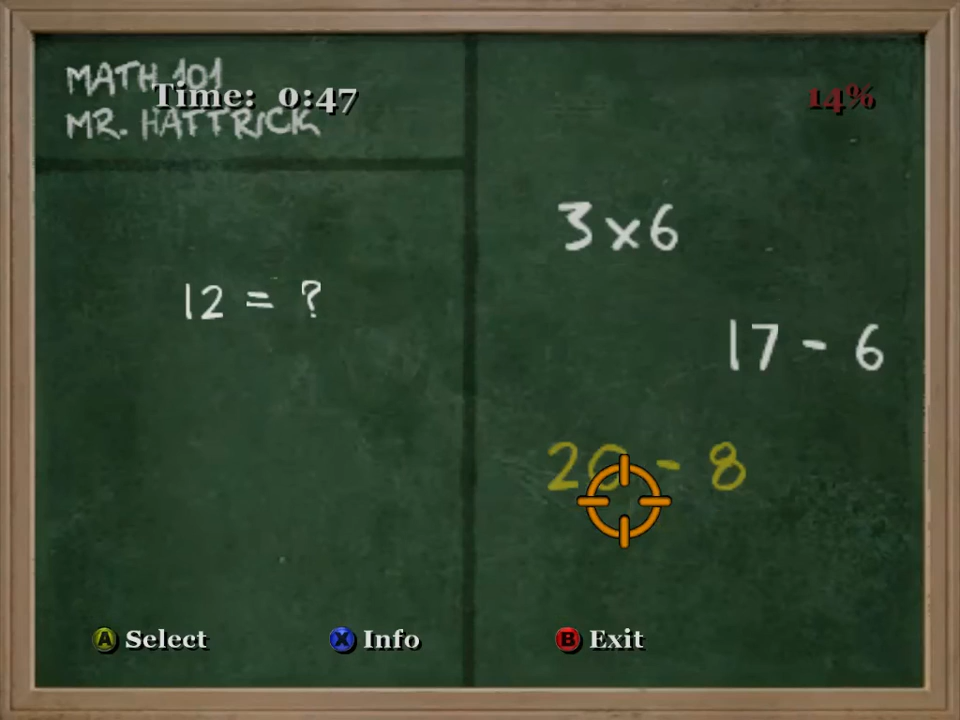 MATH 101
Time: 0:47
14%
MR. HATTRICK
3x6
12 = ?
17 - 6
20 - 8
A Select
X Info
B Exit